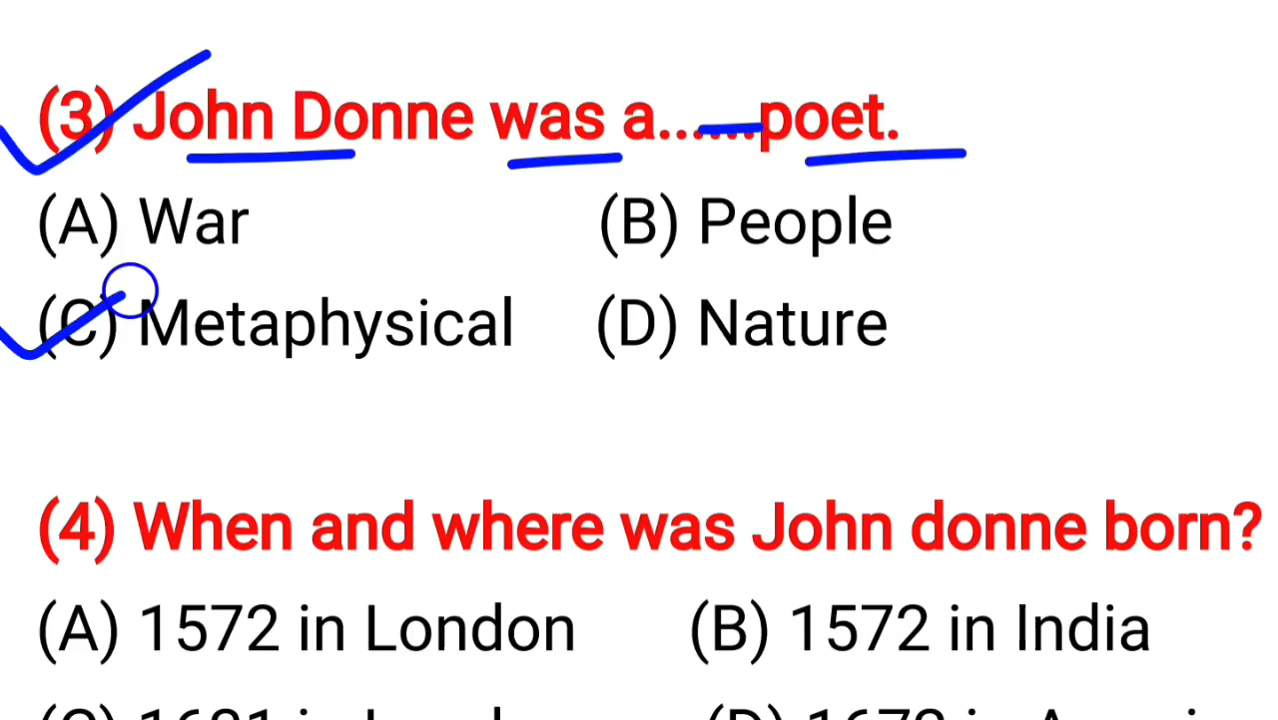 (3) John Donne was a......poet.
(A) War (B) People
(C) Metaphysical (D) Nature
(4) When and where was John donne born?
(A) 1572 in London (B) 1572 in India